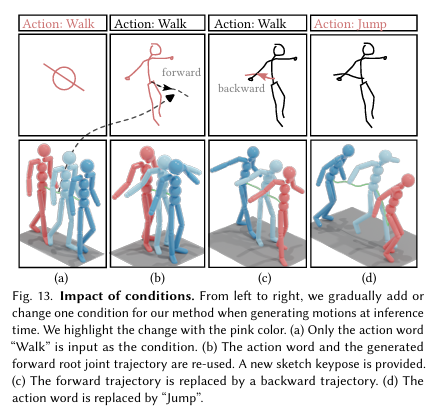 Action: Walk
Action: Walk
Action: Walk
Action: Jump
forward
backward
(a)
(b)
(c)
(d)
Fig. 13. Impact of conditions. From left to right, we gradually add or
change one condition for our method when generating motions at inference
time. We highlight the change with the pink color. (a) Only the action word
“Walk” is input as the condition. (b) The action word and the generated
forward root joint trajectory are re-used. A new sketch keypose is provided.
(c) The forward trajectory is replaced by a backward trajectory. (d) The
action word is replaced by “Jump”.